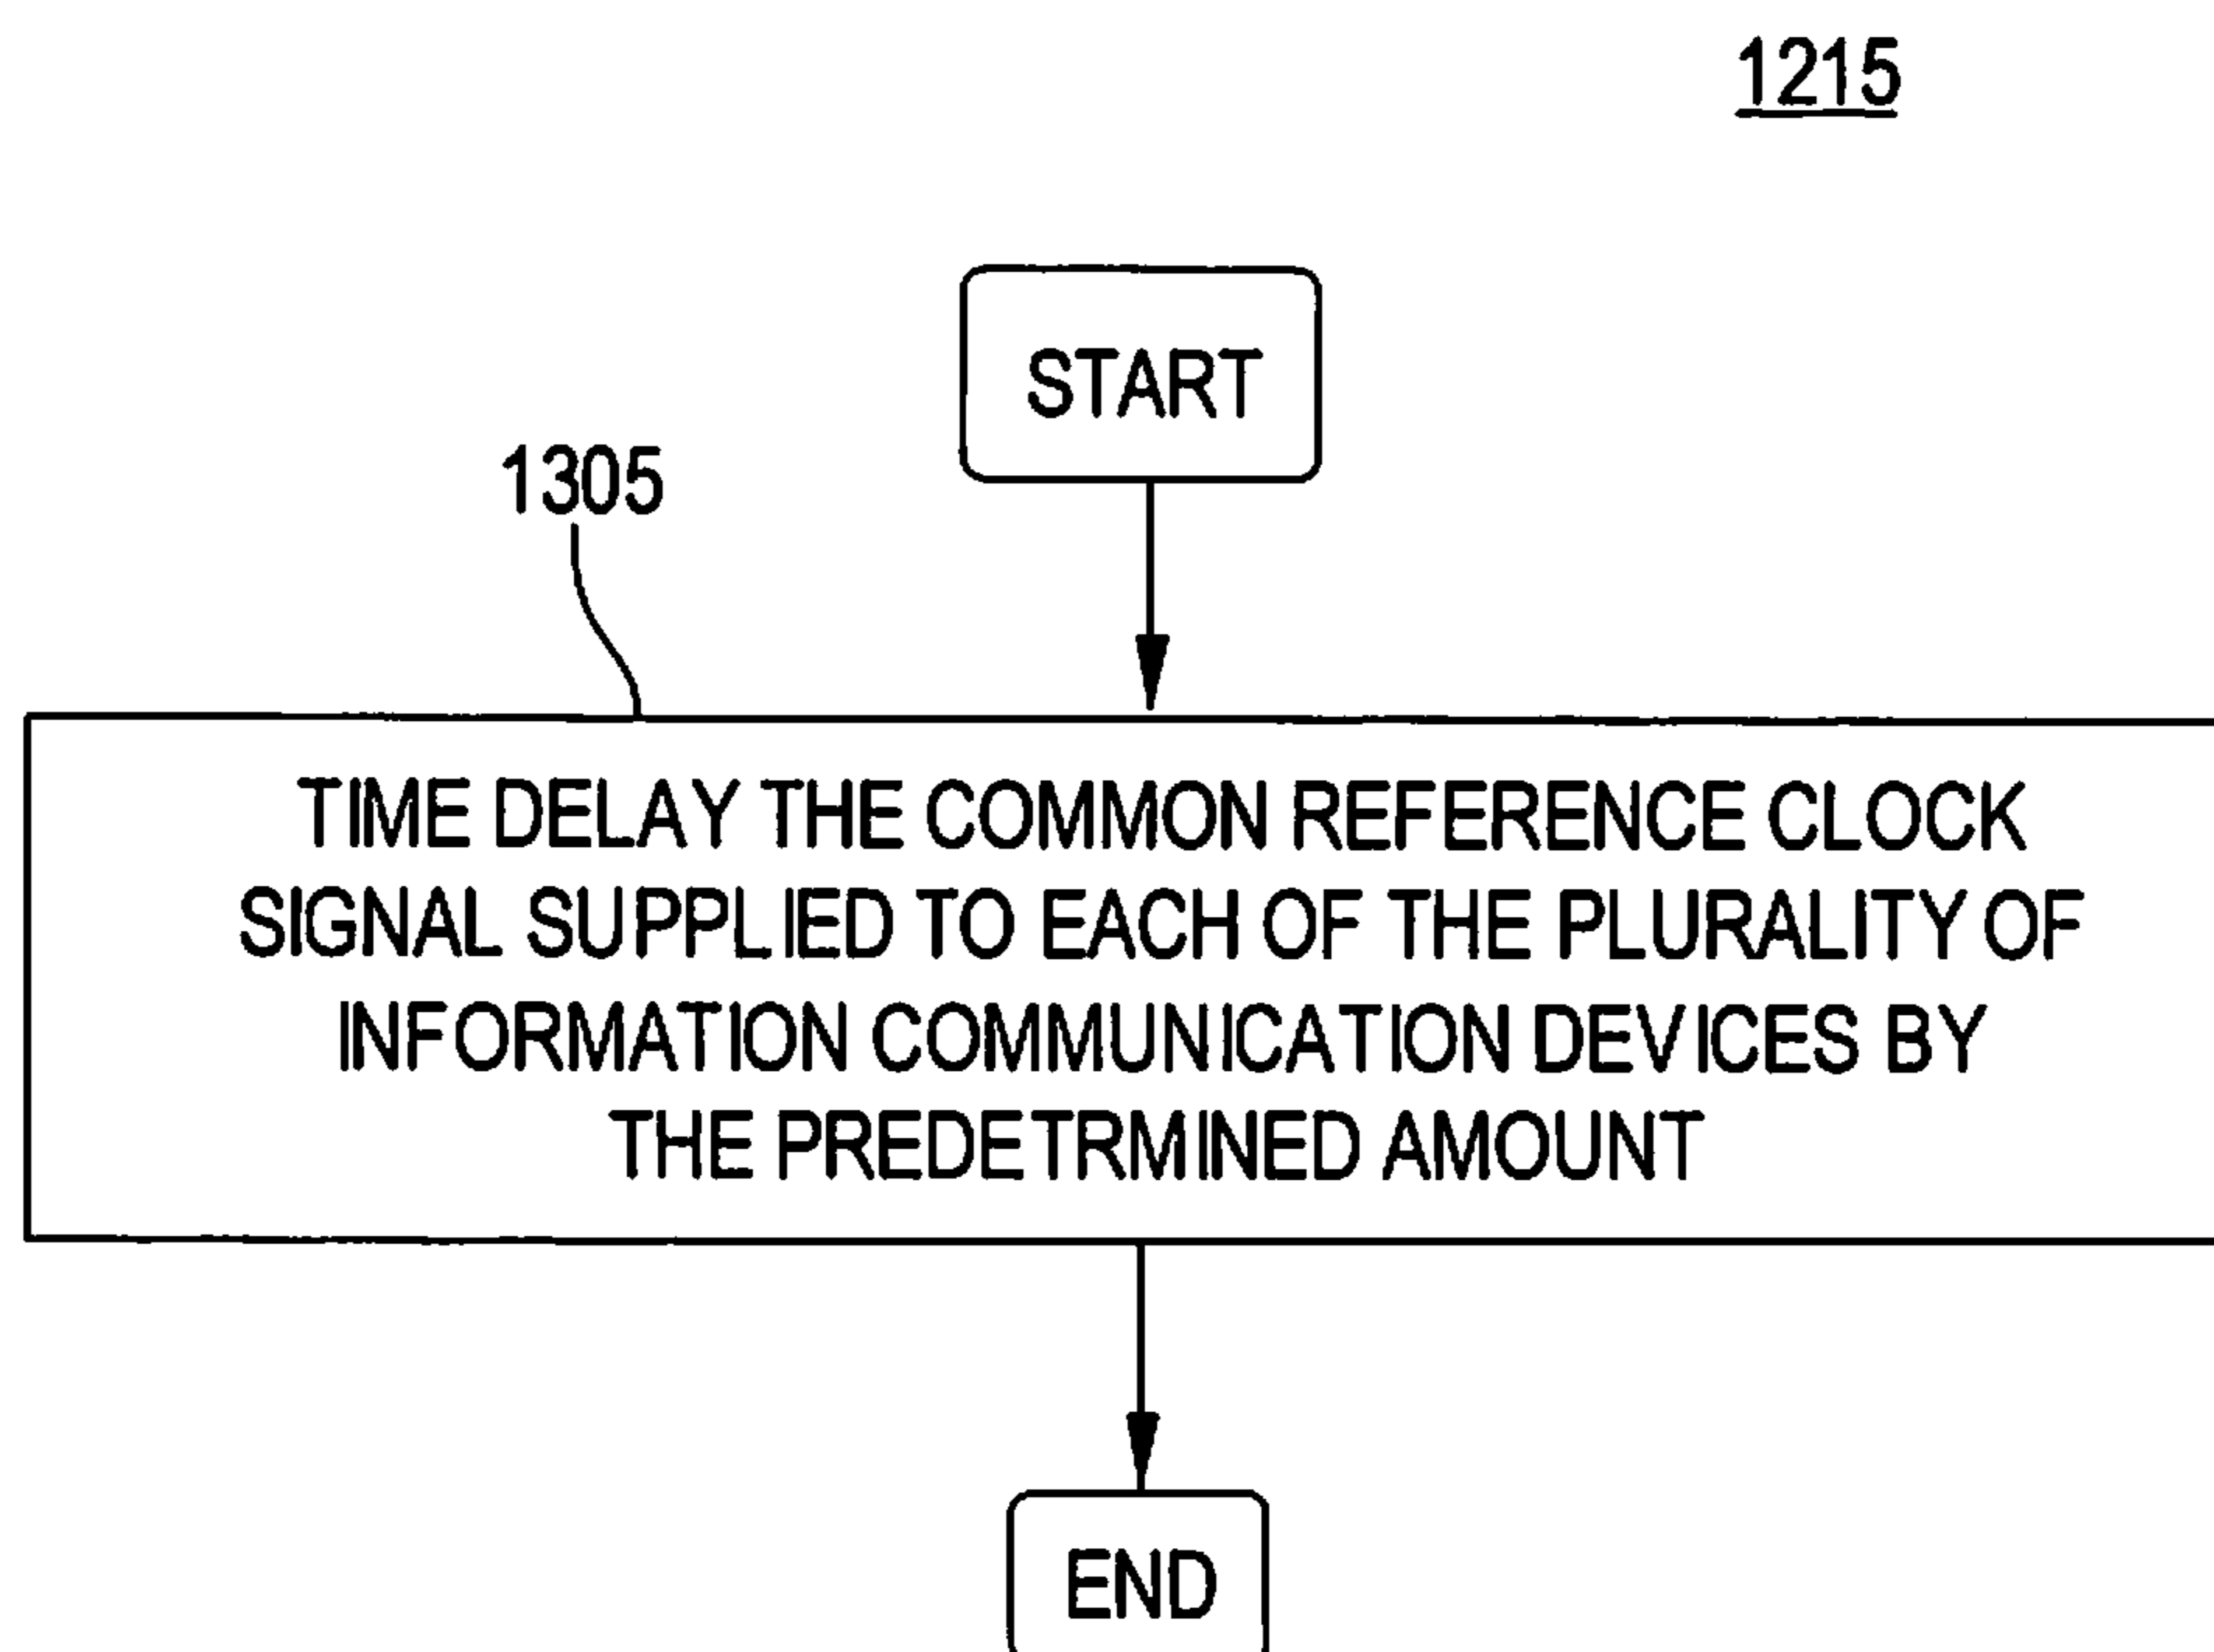 1215
START
1305
TIME DELAY THE COMMON REFERENCE CLOCK
SIGNAL SUPPLIED TO EACH OF THE PLURALITY OF
INFORMATION COMMUNICATION DEVICES BY
THE PREDETRMINED AMOUNT
END